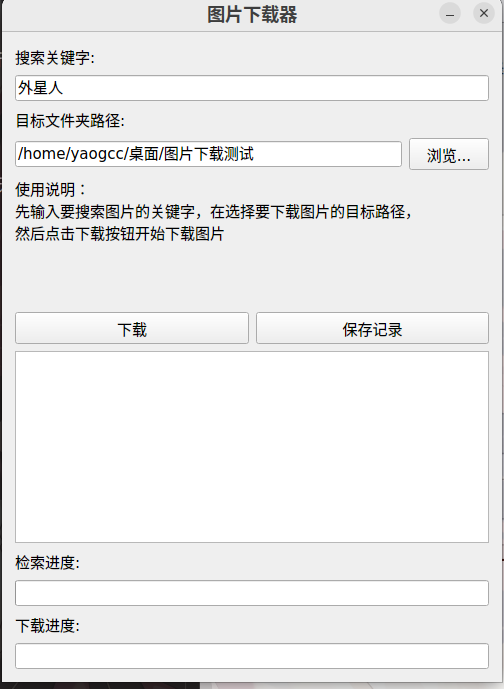 图片下载器
搜索关键字:
外星人
目标文件夹路径:
/home/yaogcc/桌面/图片下载测试
浏览...
使用说明：
先输入要搜索图片的关键字，在选择要下载图片的目标路径，
然后点击下载按钮开始下载图片
下载
保存记录
检索进度:
下载进度: